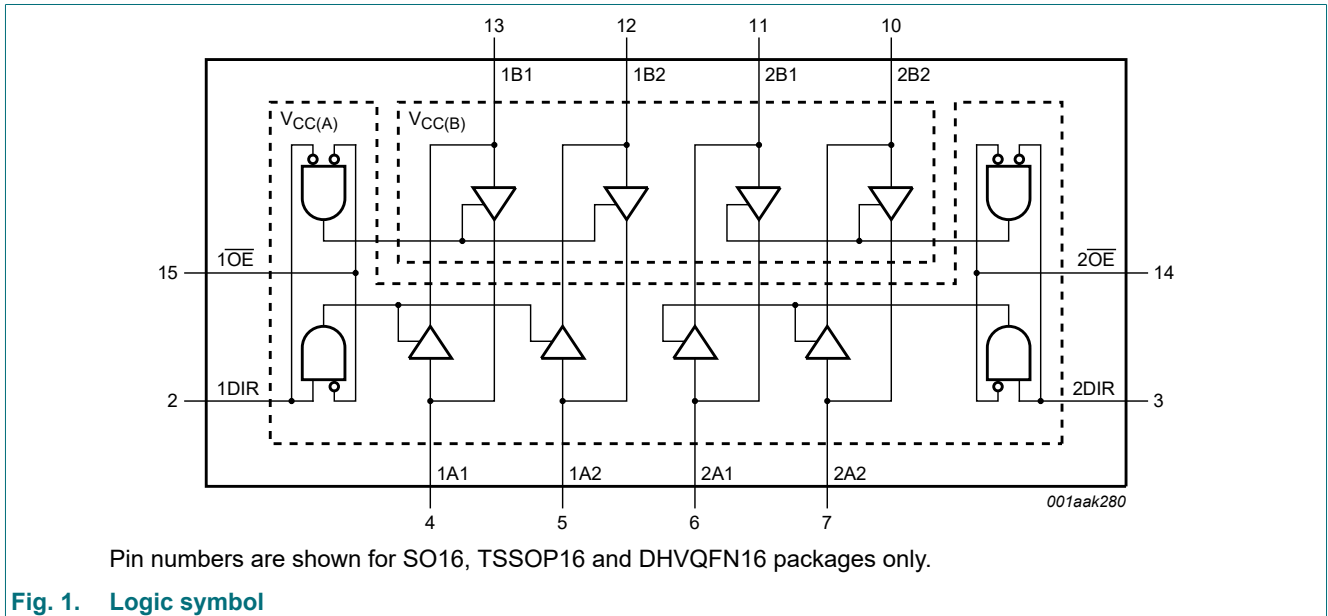 13 12 11 10
1B1 1B2 2B1 2B2
VCC(A) VCC(B)
15 1OE 2OE 14
2 1DIR 2DIR 3
1A1 1A2 2A1 2A2
4 5 6 7
001aak280
Pin numbers are shown for SO16, TSSOP16 and DHVQFN16 packages only.
Fig. 1. Logic symbol